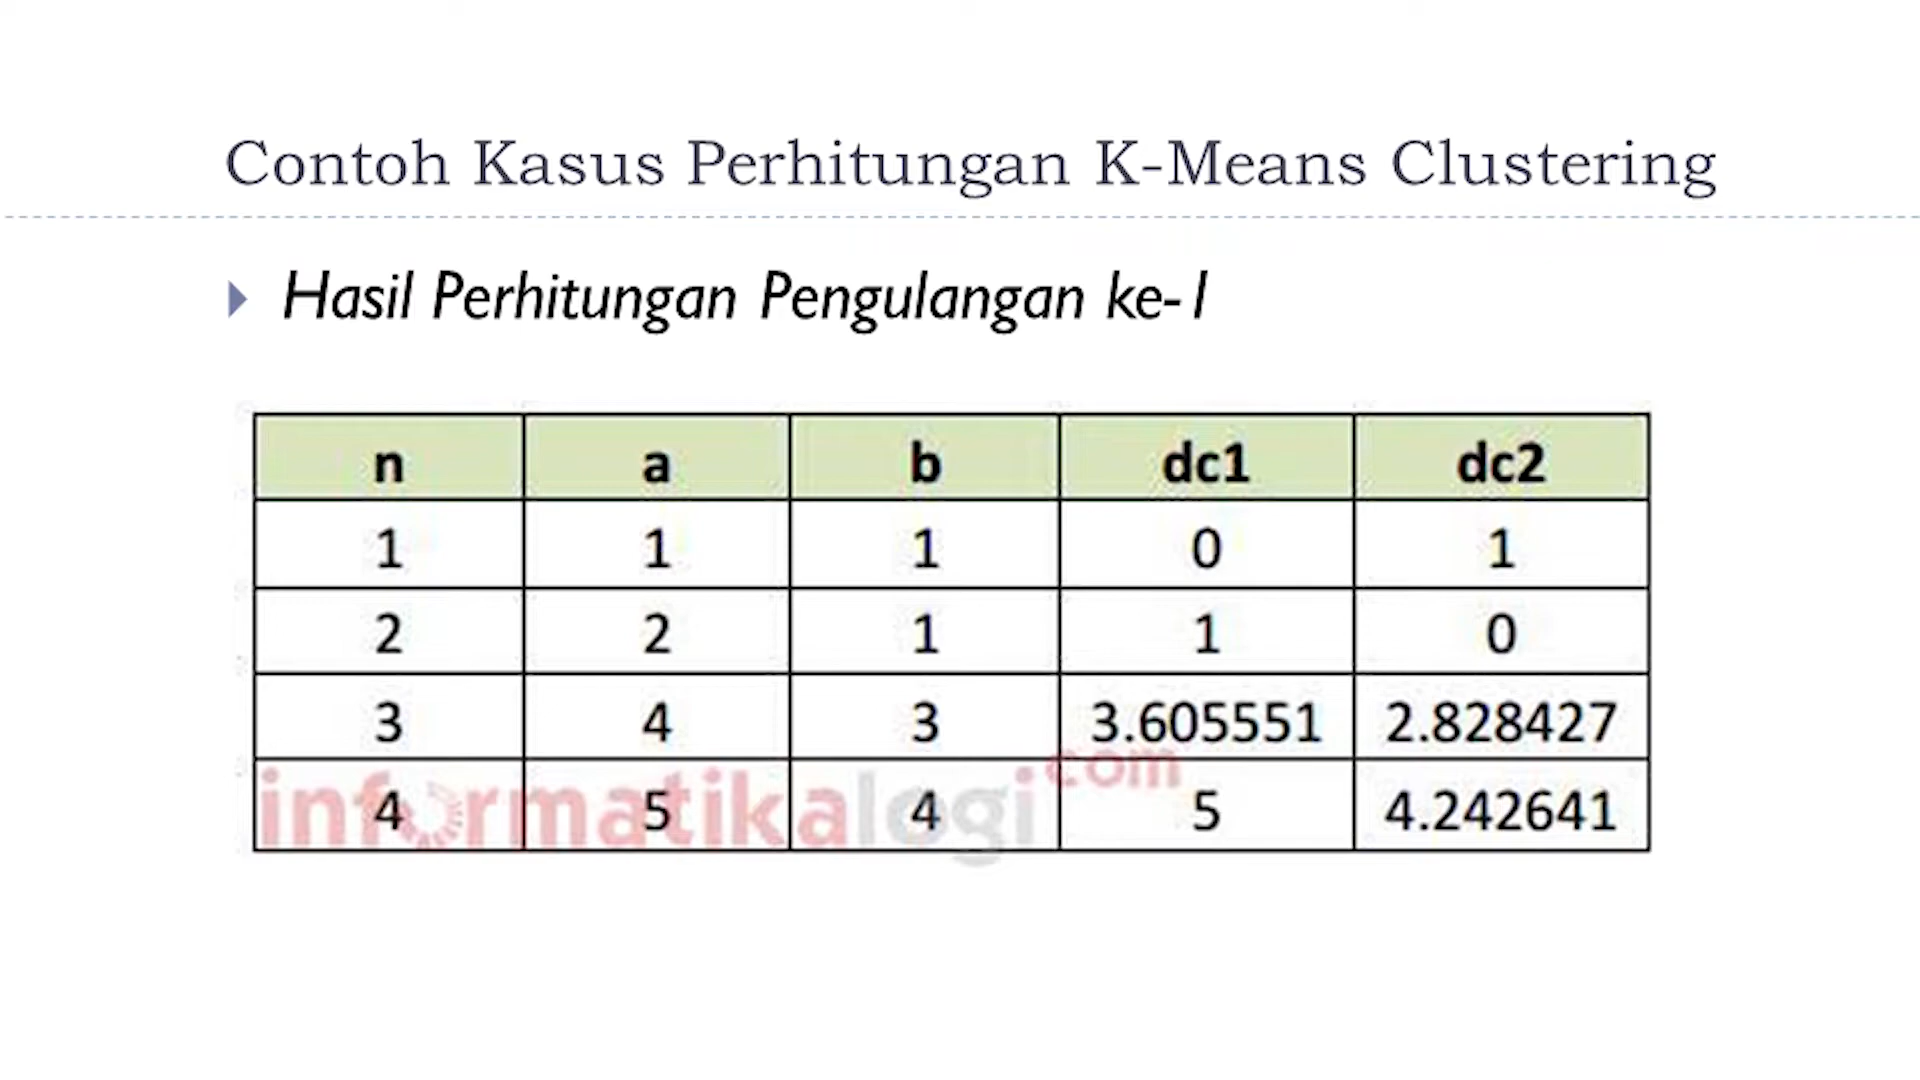 Contoh Kasus Perhitungan K-Means Clustering
Hasil Perhitungan Pengulangan ke-1
n a b dc1 dc2
1 1 1 0 1
2 2 1 1 0
3 4 3 3.605551 2.828427
4 5 4 5 4.242641
informatikalogi.com